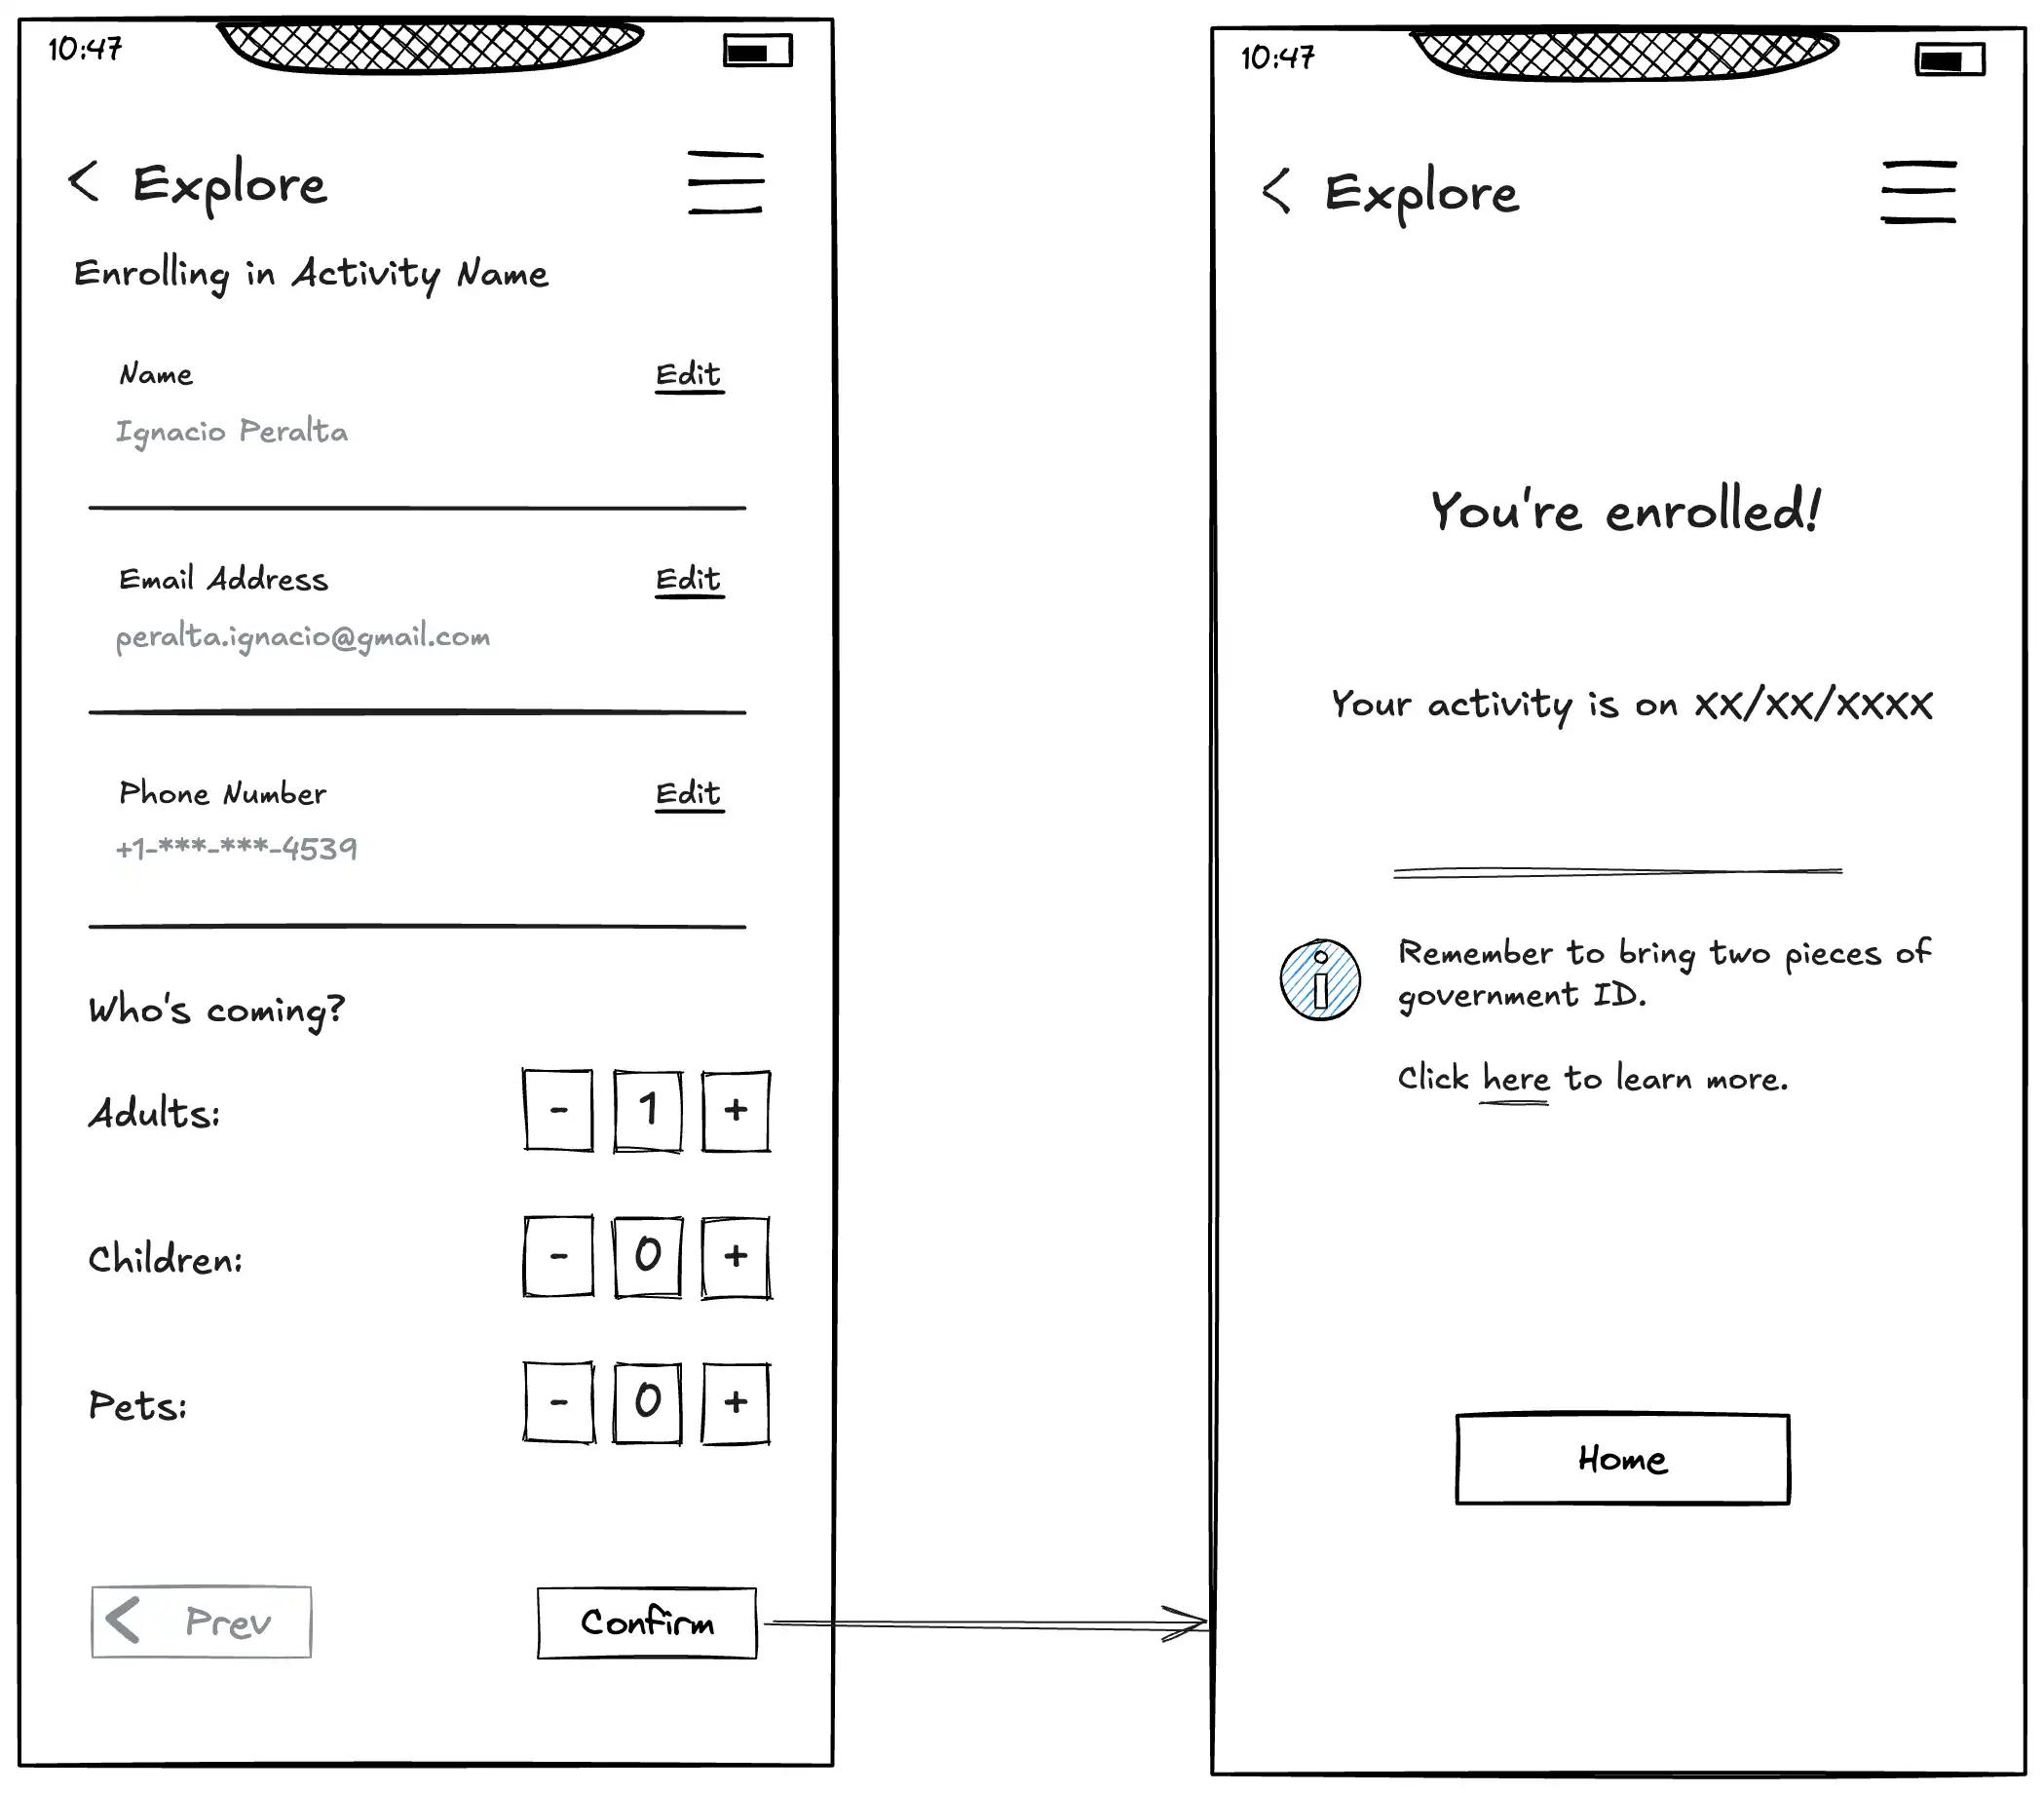 10:47
< Explore
Enrolling in Activity Name
Name Edit
Ignacio Peralta
Email Address Edit
peralta.ignacio@gmail.com
Phone Number Edit
+1-***-***-4539
Who's coming?
Adults: - 1 +
Children: - 0 +
Pets: - 0 +
< Prev
Confirm
10:47
< Explore
You're enrolled!
Your activity is on XX/XX/XXXX
i
Remember to bring two pieces of
government ID.
Click here to learn more.
Home